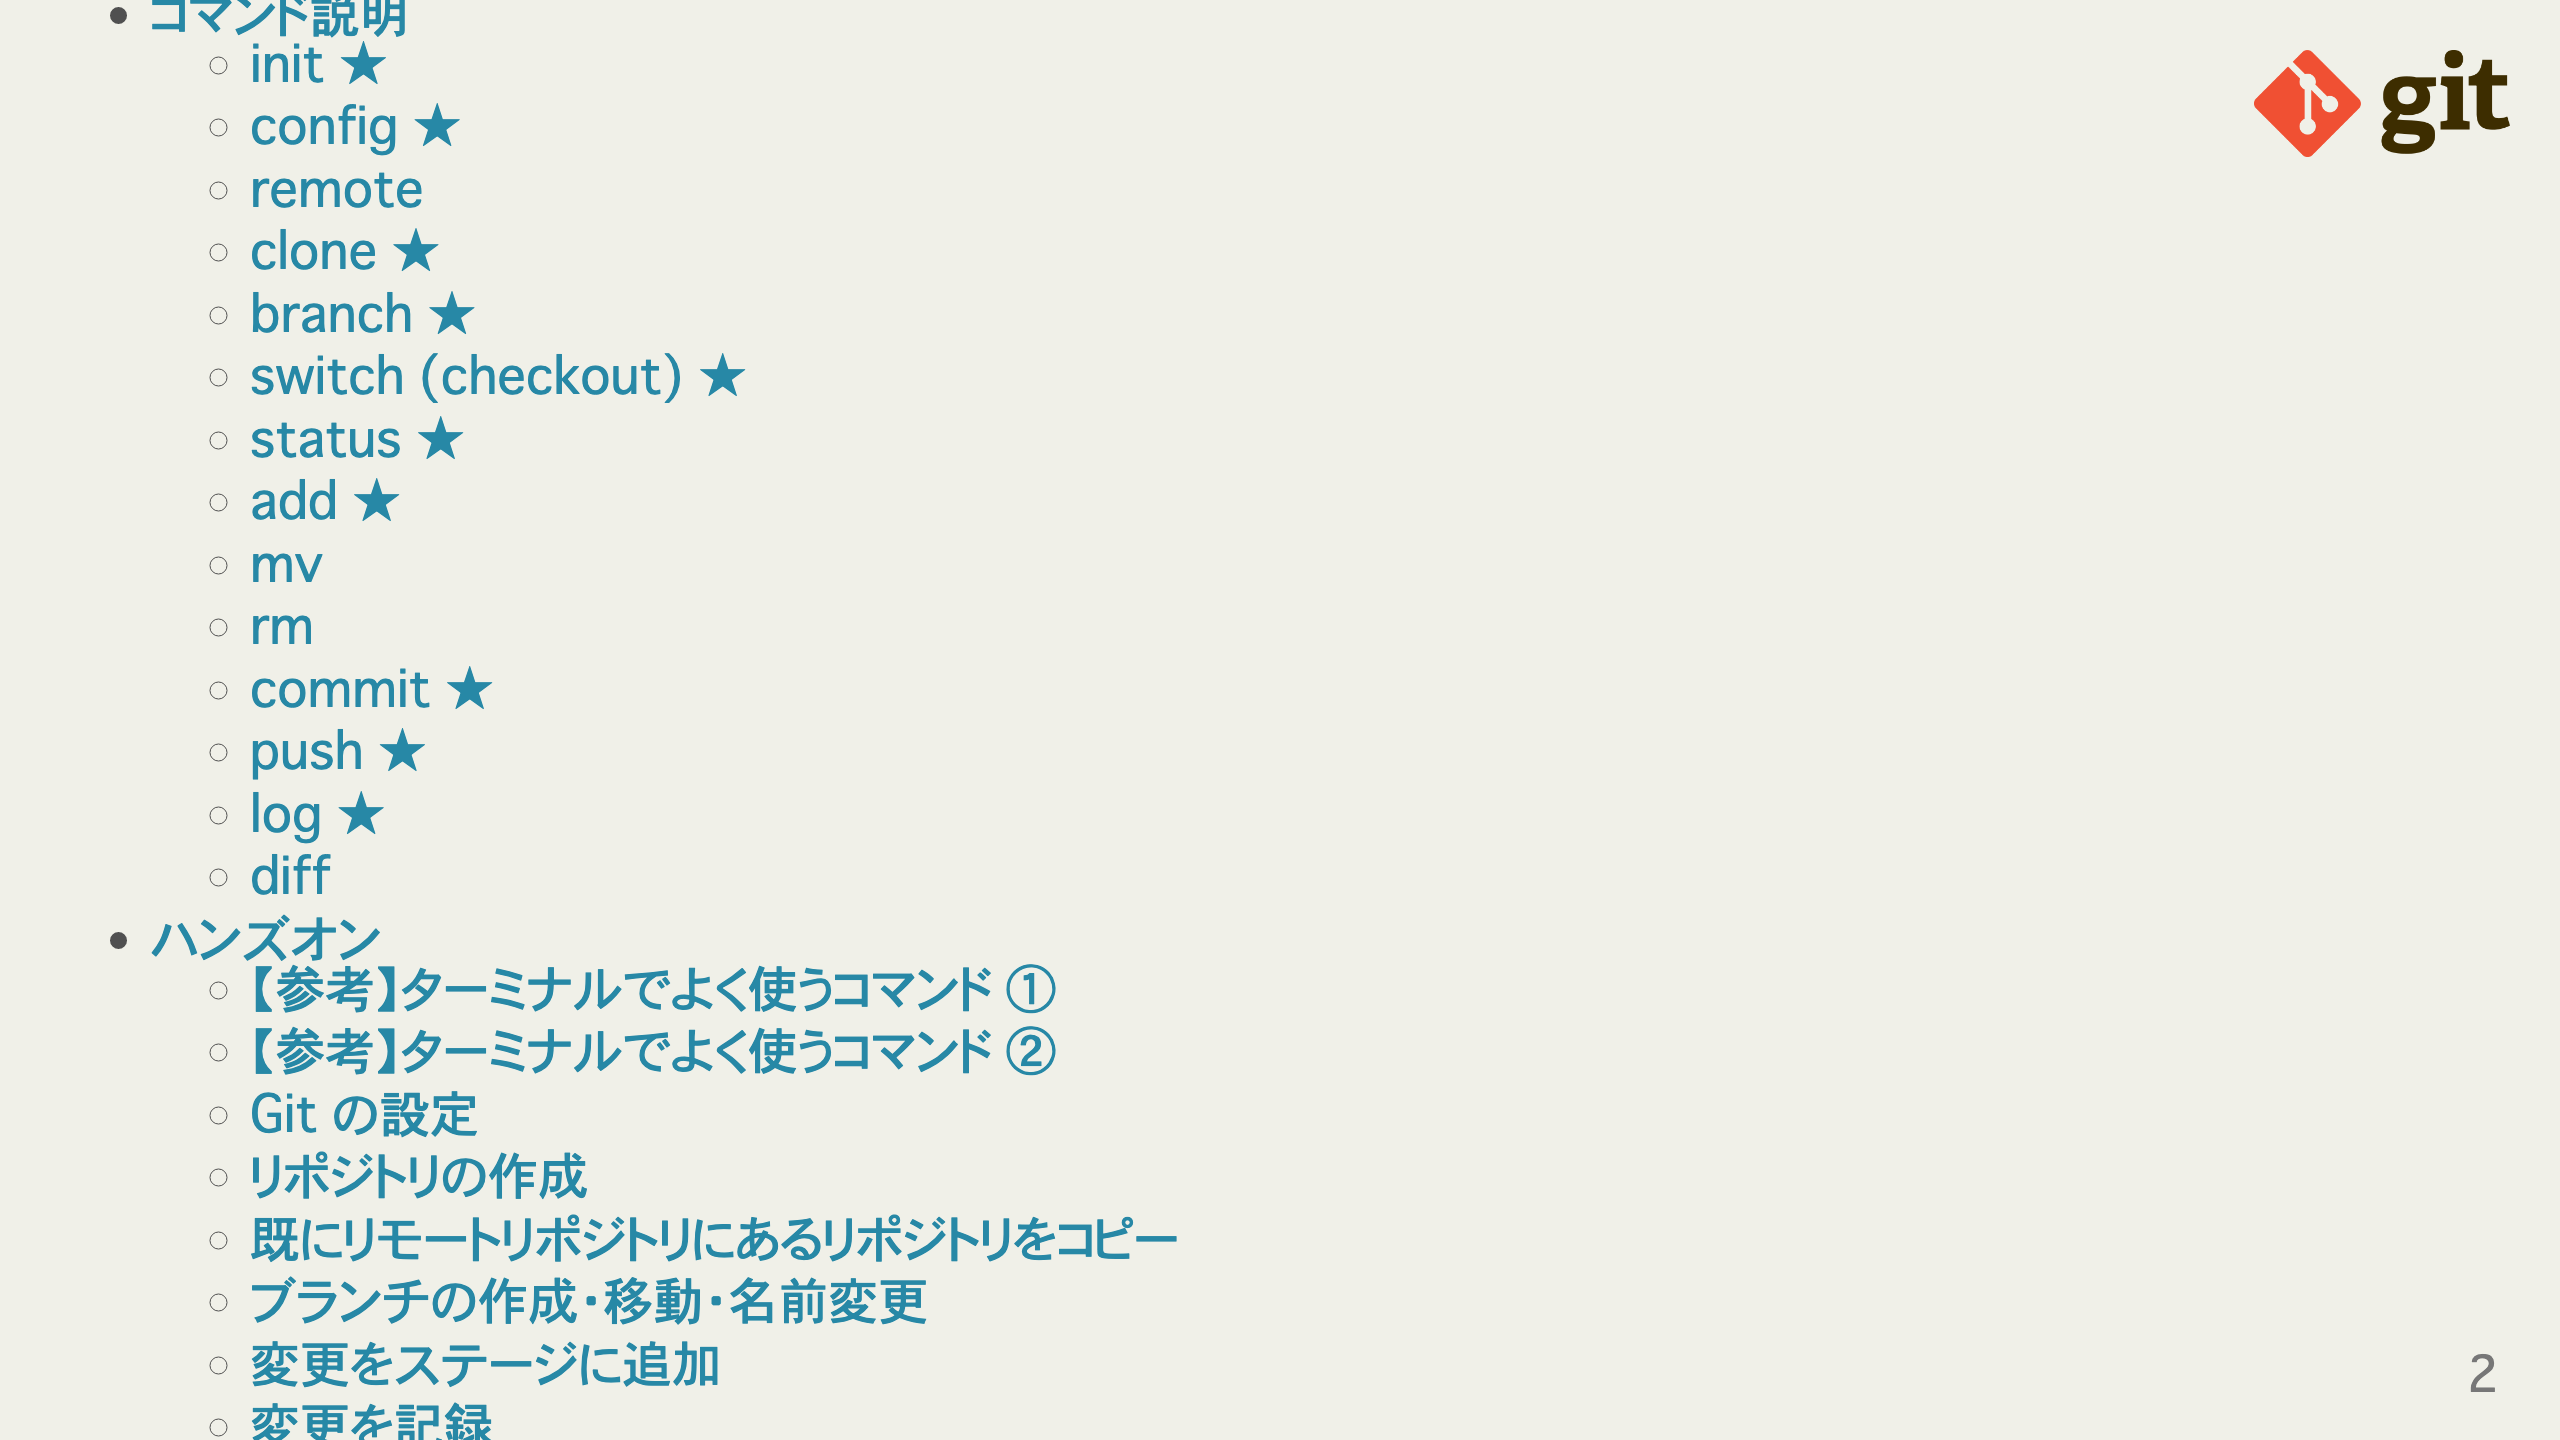 コマンド説明
init ★
config ★
remote
clone ★
branch ★
switch (checkout) ★
status ★
add ★
mv
rm
commit ★
push ★
log ★
diff
ハンズオン
【参考】ターミナルでよく使うコマンド ①
【参考】ターミナルでよく使うコマンド ②
Git の設定
リポジトリの作成
既にリモートリポジトリにあるリポジトリをコピー
ブランチの作成・移動・名前変更
変更をステージに追加
変更を記録
git
2